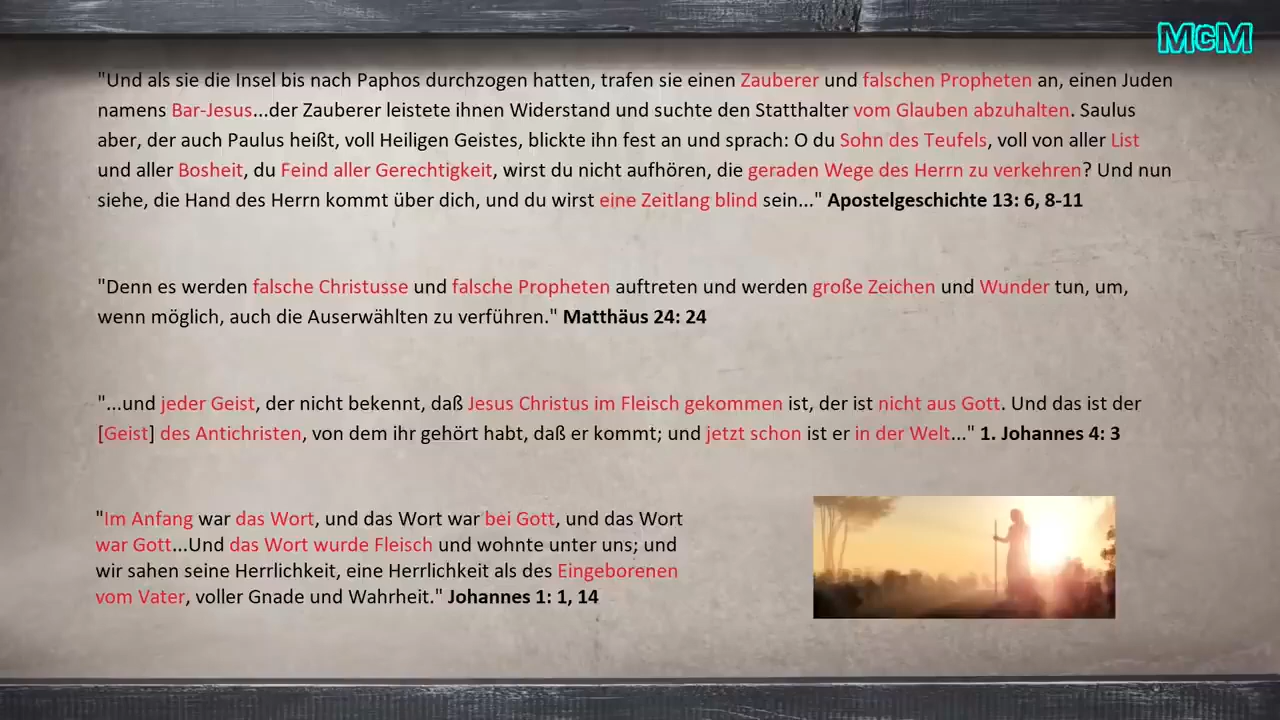 McM
"Und als sie die Insel bis nach Paphos durchzogen hatten, trafen sie einen Zauberer und falschen Propheten an, einen Juden
namens Bar-Jesus...der Zauberer leistete ihnen Widerstand und suchte den Statthalter vom Glauben abzuhalten. Saulus
aber, der auch Paulus heißt, voll Heiligen Geistes, blickte ihn fest an und sprach: O du Sohn des Teufels, voll von aller List
und aller Bosheit, du Feind aller Gerechtigkeit, wirst du nicht aufhören, die geraden Wege des Herrn zu verkehren? Und nun
siehe, die Hand des Herrn kommt über dich, und du wirst eine Zeitlang blind sein..." Apostelgeschichte 13: 6, 8-11
"Denn es werden falsche Christusse und falsche Propheten auftreten und werden große Zeichen und Wunder tun, um,
wenn möglich, auch die Auserwählten zu verführen." Matthäus 24: 24
"...und jeder Geist, der nicht bekennt, daß Jesus Christus im Fleisch gekommen ist, der ist nicht aus Gott. Und das ist der
[Geist] des Antichristen, von dem ihr gehört habt, daß er kommt; und jetzt schon ist er in der Welt..." 1. Johannes 4: 3
"Im Anfang war das Wort, und das Wort war bei Gott, und das Wort
war Gott...Und das Wort wurde Fleisch und wohnte unter uns; und
wir sahen seine Herrlichkeit, eine Herrlichkeit als des Eingeborenen
vom Vater, voller Gnade und Wahrheit." Johannes 1: 1, 14